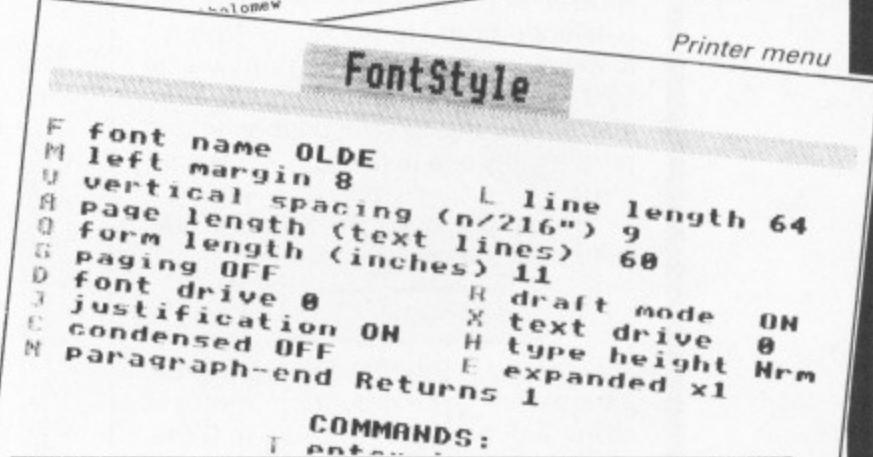 Printer menu
FontStyle
F font name OLDE
M left margin 8 L line length 64
V vertical spacing (n/216") 9
A page length (text lines) 60
form length (inches) 11
G paging OFF R draft mode ON
D font drive 0 X text drive 0
J justification ON H type height Nrm
C condensed OFF E expanded x1
N paragraph-end Returns 1
COMMANDS:
T